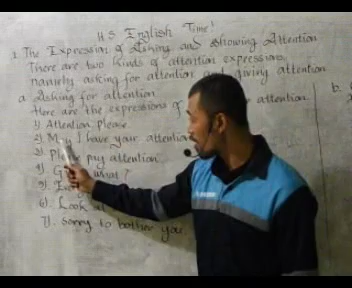 H.S English Time!
1. The Expression of Asking and Showing Attention
There are two kinds of attention expressions
namely asking for attention and giving attention
a. Asking for attention
Here are the expressions of attention.
1). Attention please
2). May I have your attention
3). pay attention.
4). what?
5).
6). Look at
7). Sorry to bother you.
b.